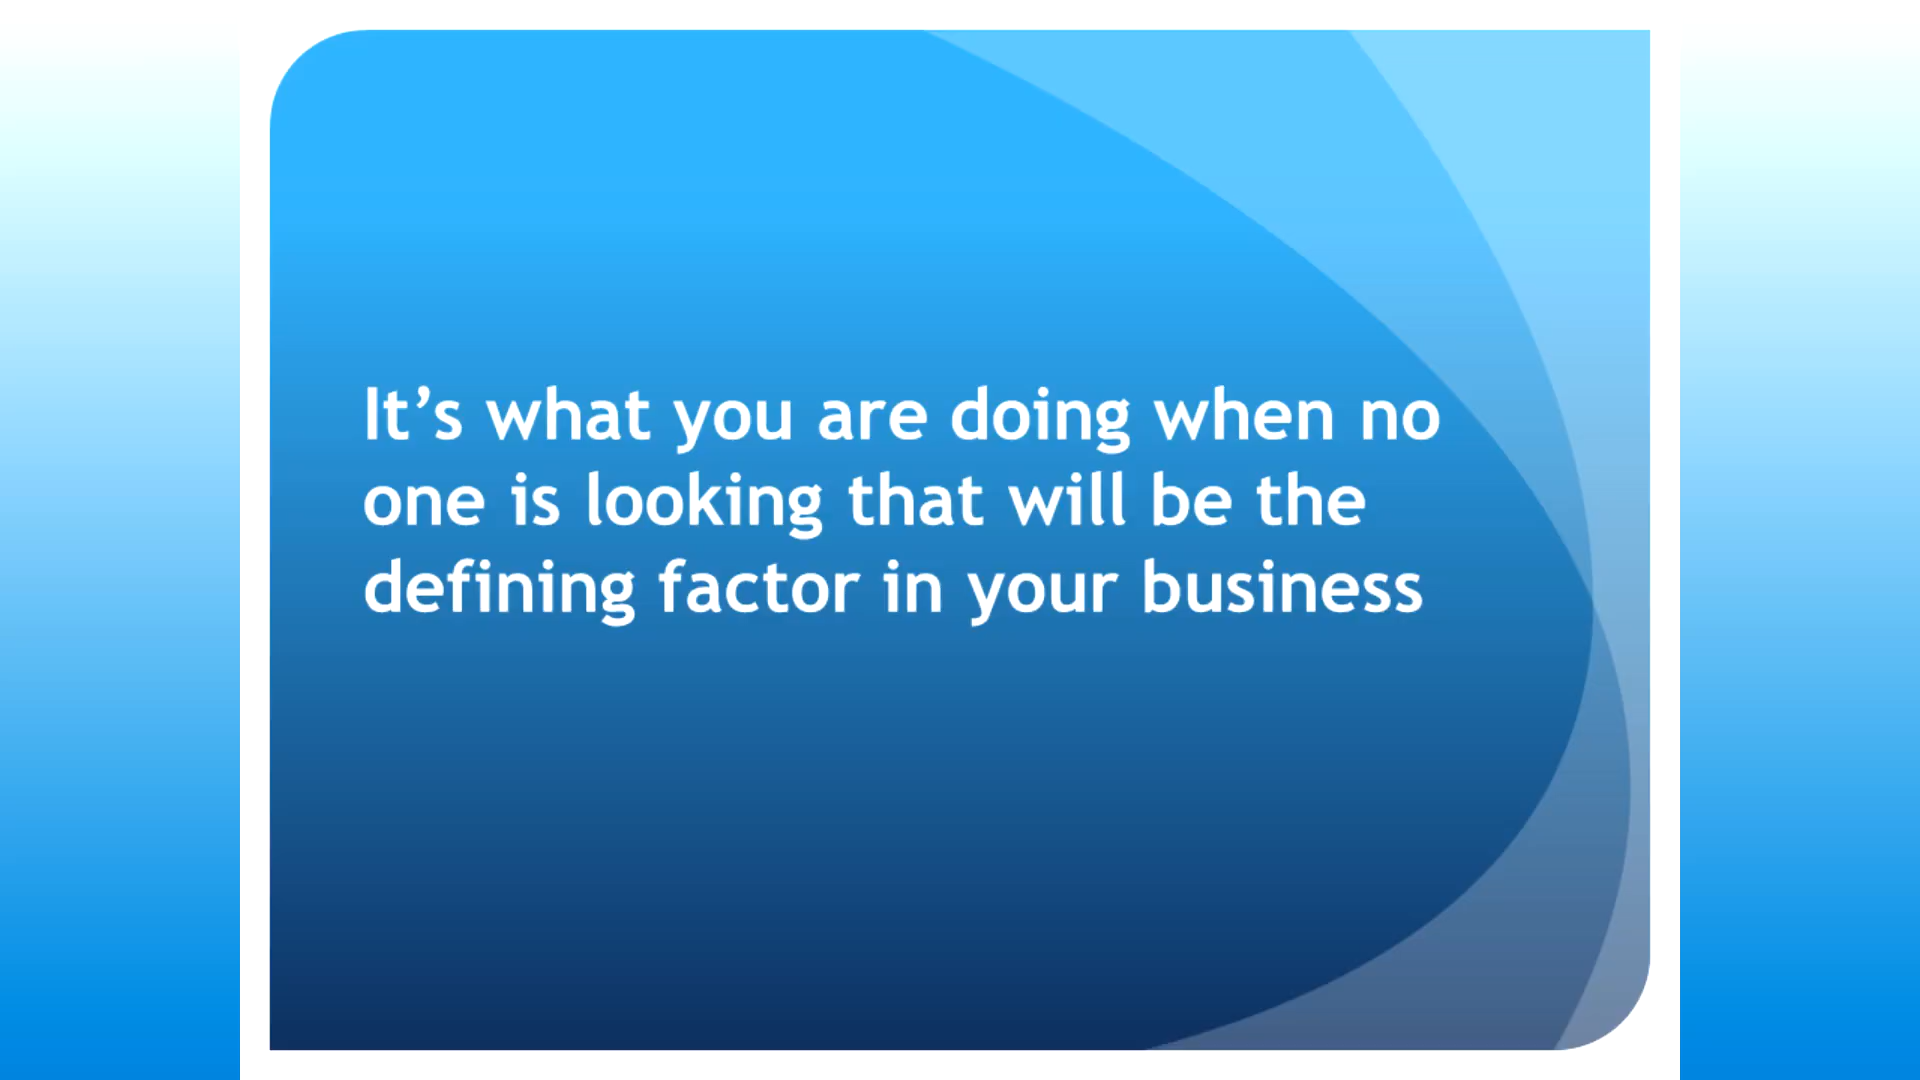 It’s what you are doing when no
one is looking that will be the
defining factor in your business